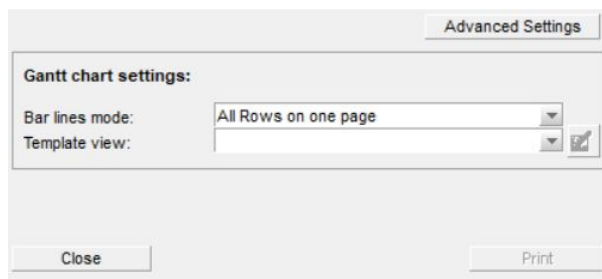 Advanced Settings
Gantt chart settings:
Bar lines mode: All Rows on one page
Template view:
Close Print